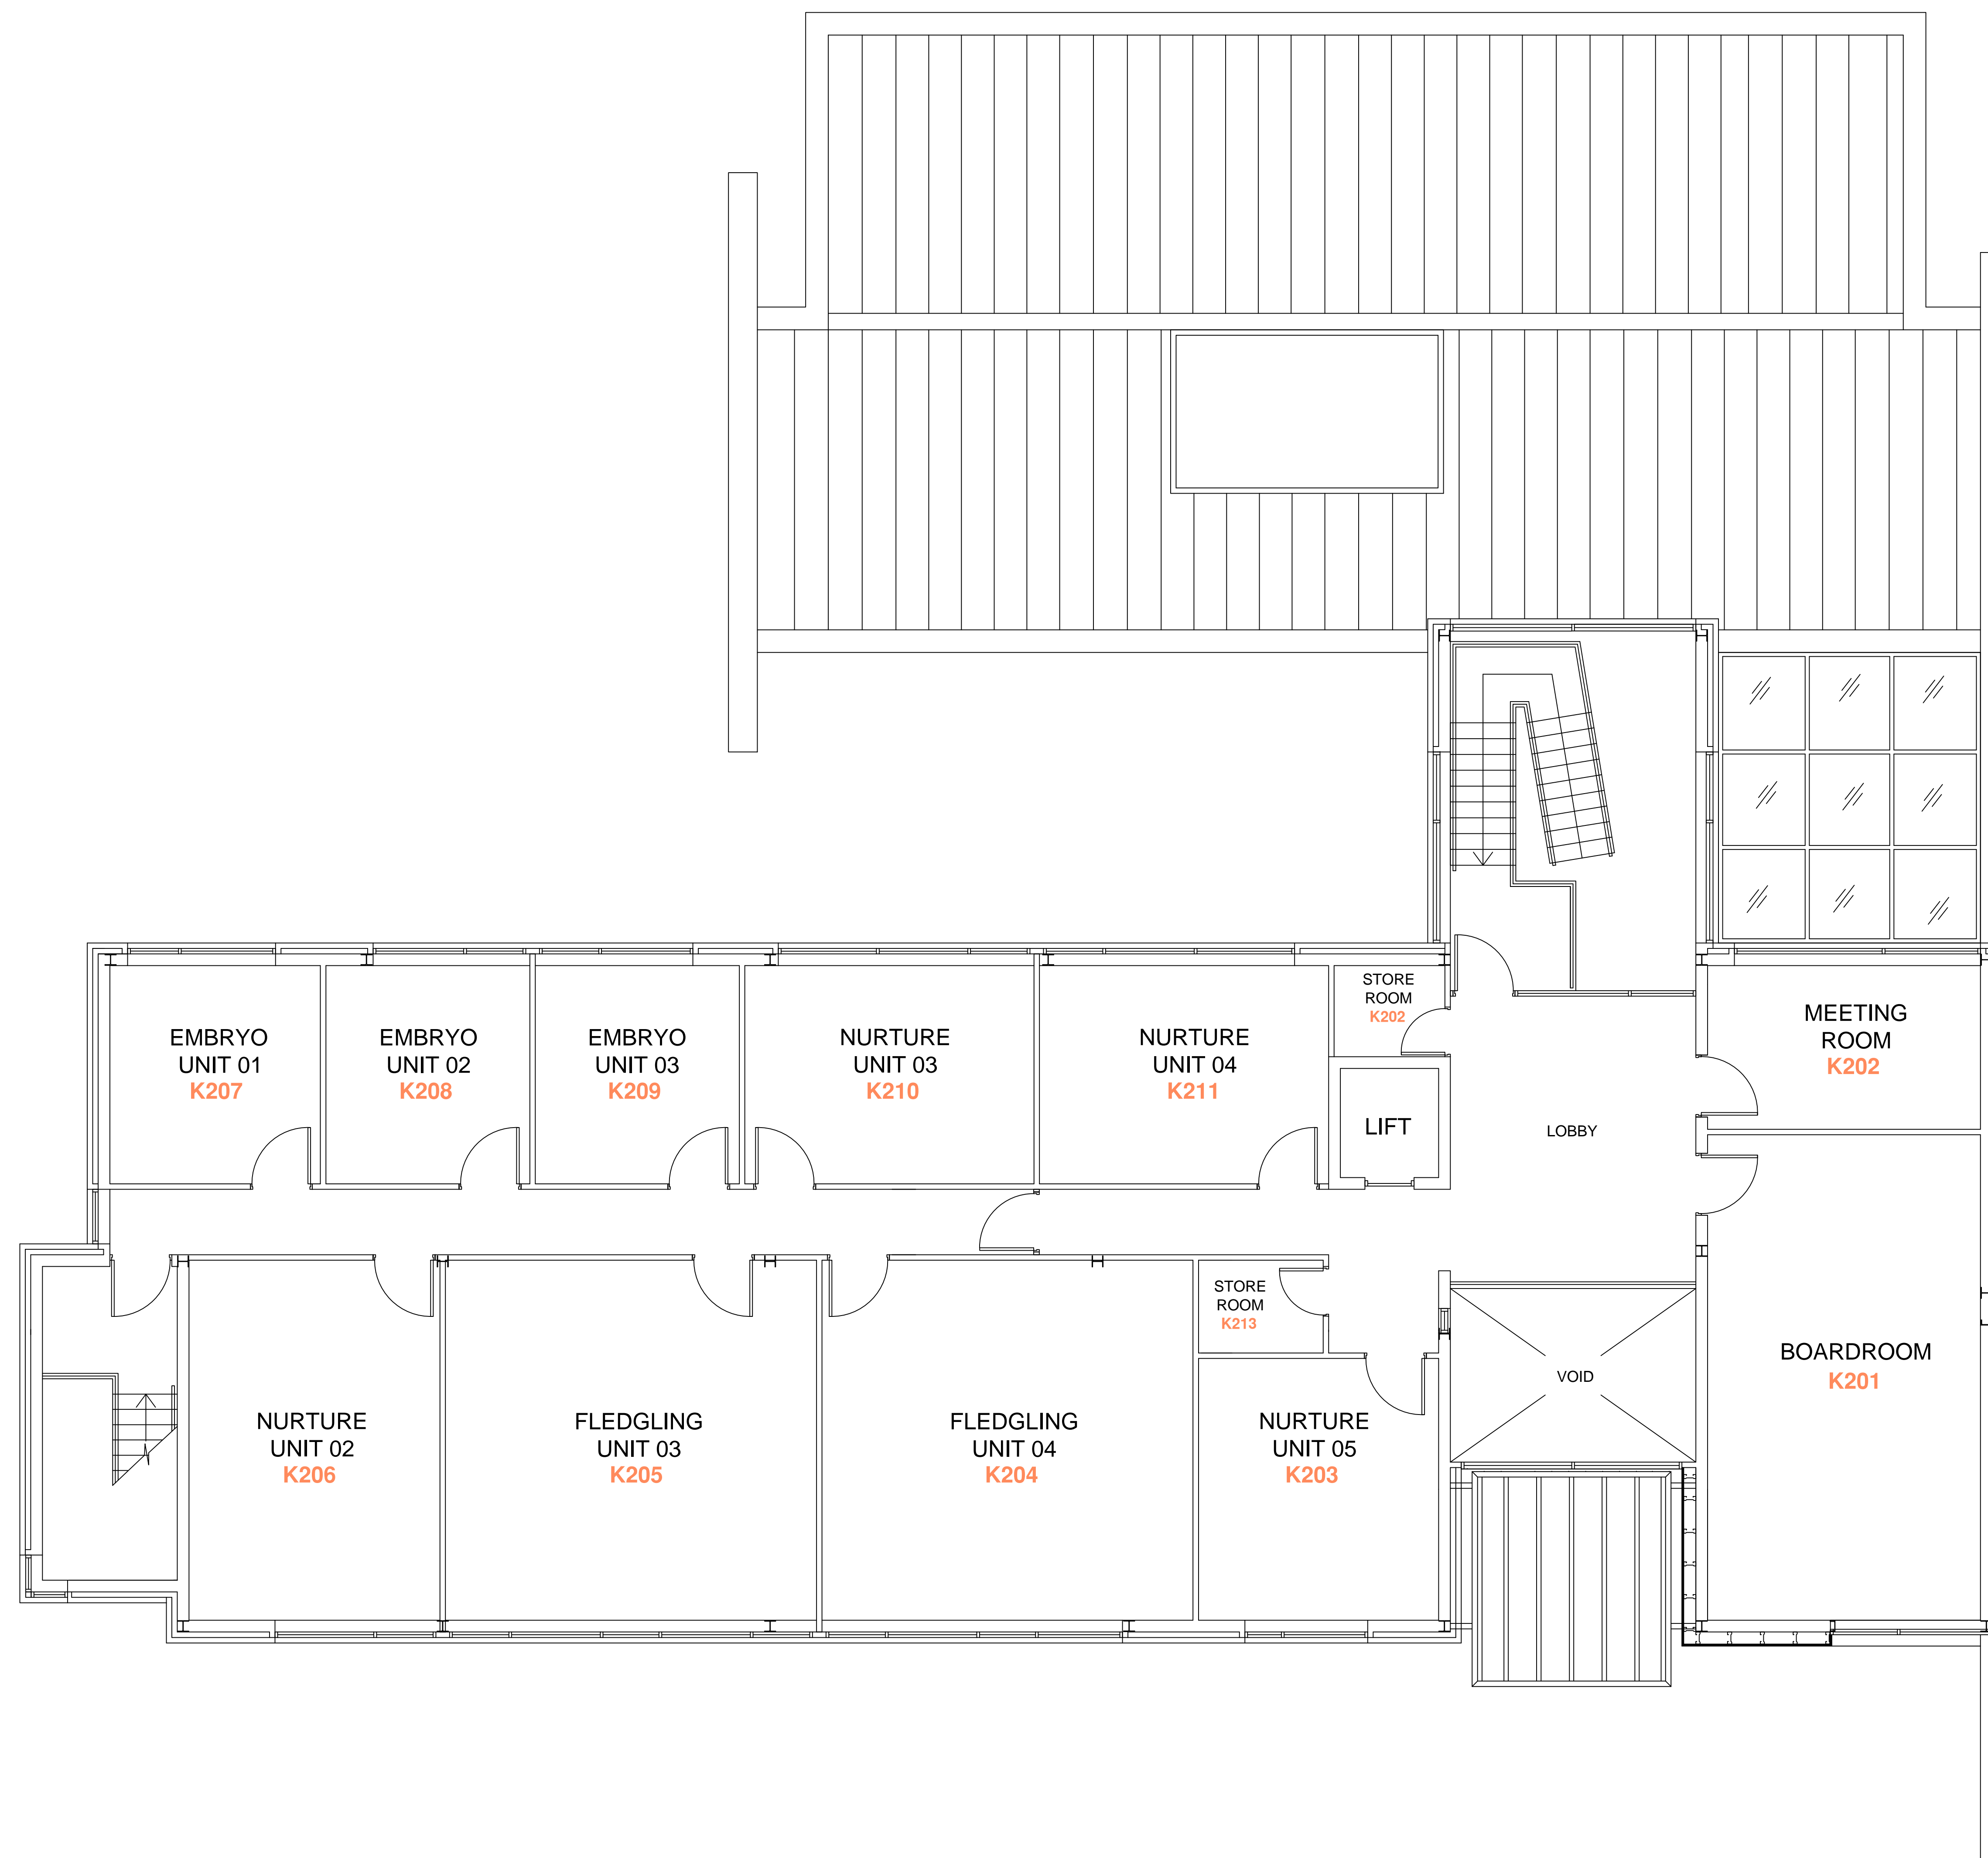 STORE
ROOM
K202
EMBRYO
UNIT 01
K207
EMBRYO
UNIT 02
K208
EMBRYO
UNIT 03
K209
NURTURE
UNIT 03
K210
NURTURE
UNIT 04
K211
LIFT
LOBBY
MEETING
ROOM
K202
STORE
ROOM
K213
NURTURE
UNIT 02
K206
FLEDGLING
UNIT 03
K205
FLEDGLING
UNIT 04
K204
NURTURE
UNIT 05
K203
VOID
BOARDROOM
K201